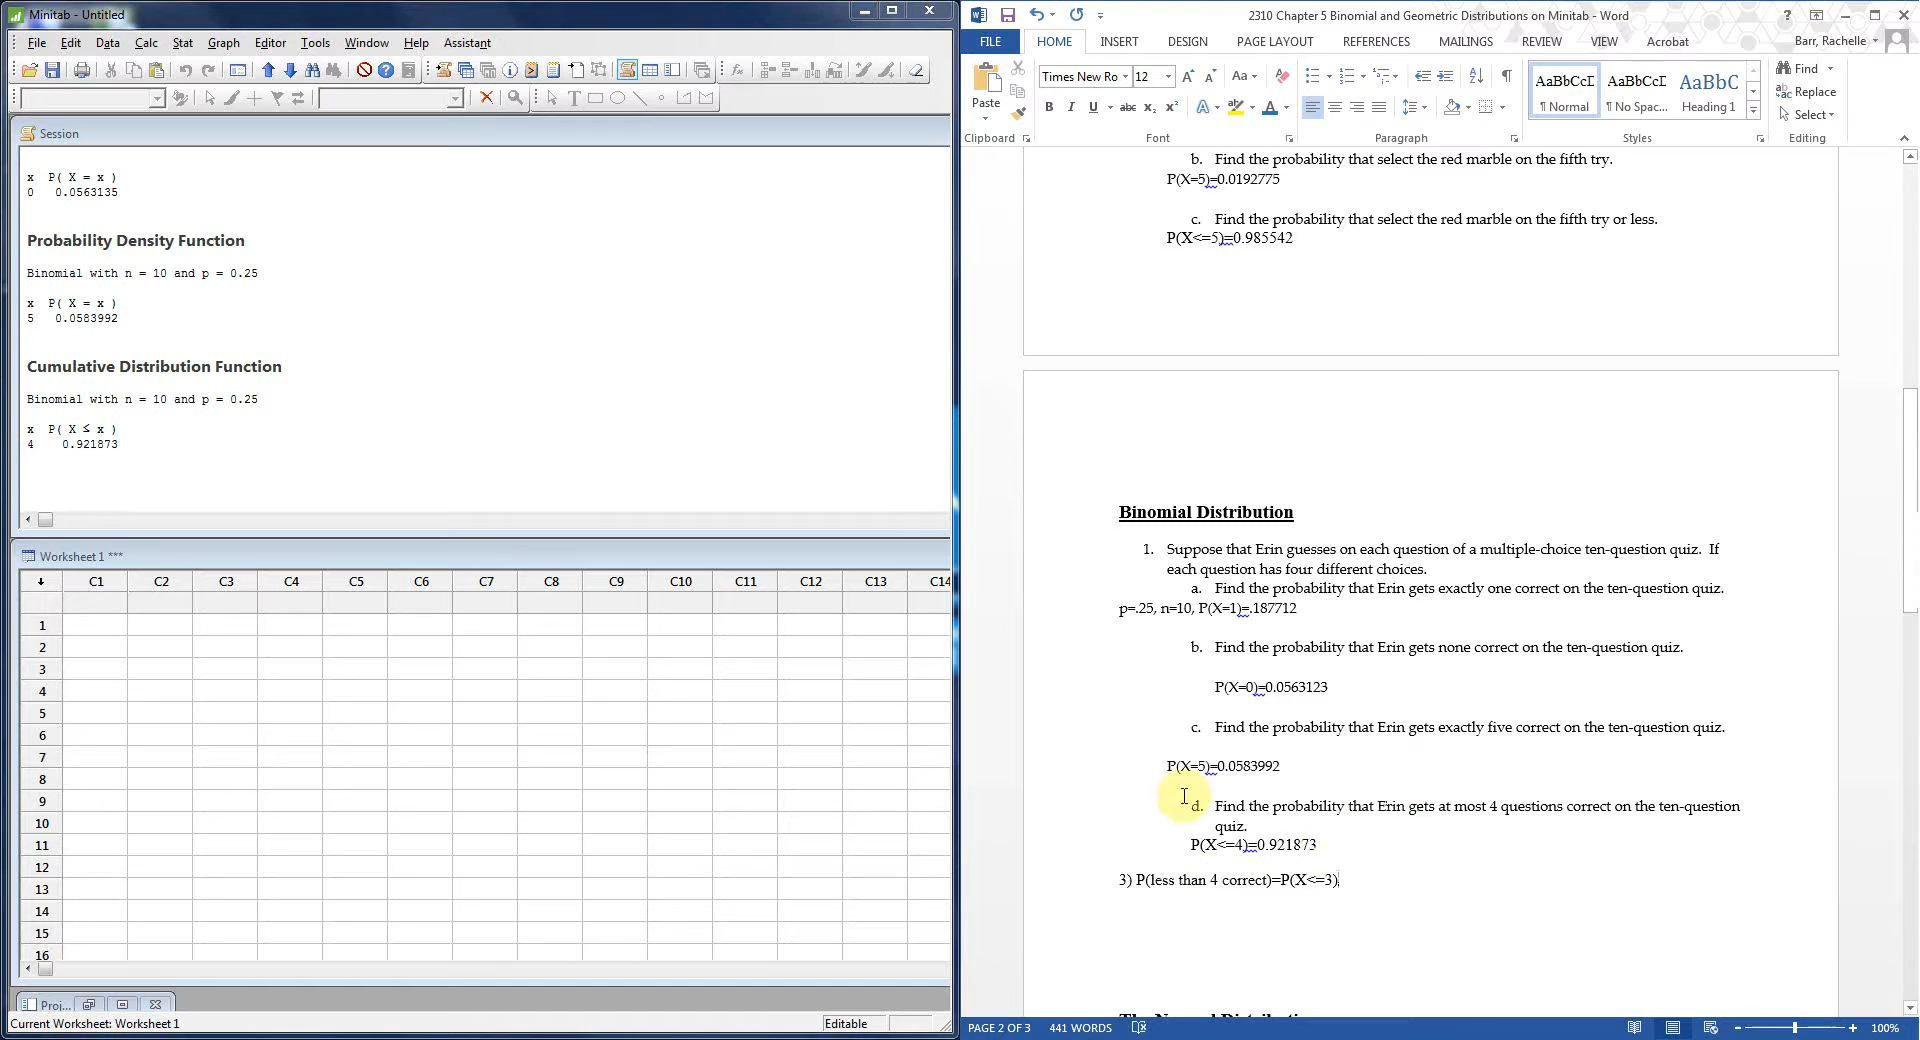 Minitab - Untitled
File Edit Data Calc Stat Graph Editor Tools Window Help Assistant
Session
x P( X = x )
0 0.0563135
Probability Density Function
Binomial with n = 10 and p = 0.25
x P( X = x )
5 0.0583992
Cumulative Distribution Function
Binomial with n = 10 and p = 0.25
x P( X ≤ x )
4 0.921873
Worksheet 1 ***
C1 C2 C3 C4 C5 C6 C7 C8 C9 C10 C11 C12 C13 C14
1
2
3
4
5
6
7
8
9
10
11
12
13
14
15
16
Proj...
Current Worksheet: Worksheet 1
Editable
2310 Chapter 5 Binomial and Geometric Distributions on Minitab - Word
FILE HOME INSERT DESIGN PAGE LAYOUT REFERENCES MAILINGS REVIEW VIEW Acrobat Barr, Rachelle
Paste
Times New Ro 12
Clipboard Font Paragraph Styles Editing
AaBbCcD AaBbCcD AaBbC
¶ Normal ¶ No Spac... Heading 1
Find
Replace
Select
b. Find the probability that select the red marble on the fifth try.
P(X=5)=0.0192775
c. Find the probability that select the red marble on the fifth try or less.
P(X<=5)=0.985542
Binomial Distribution
1. Suppose that Erin guesses on each question of a multiple-choice ten-question quiz. If
each question has four different choices.
a. Find the probability that Erin gets exactly one correct on the ten-question quiz.
p=.25, n=10, P(X=1)=.187712
b. Find the probability that Erin gets none correct on the ten-question quiz.
P(X=0)=0.0563123
c. Find the probability that Erin gets exactly five correct on the ten-question quiz.
P(X=5)=0.0583992
d. Find the probability that Erin gets at most 4 questions correct on the ten-question
quiz.
P(X<=4)=0.921873
3) P(less than 4 correct)=P(X<=3)
PAGE 2 OF 3 441 WORDS
100%